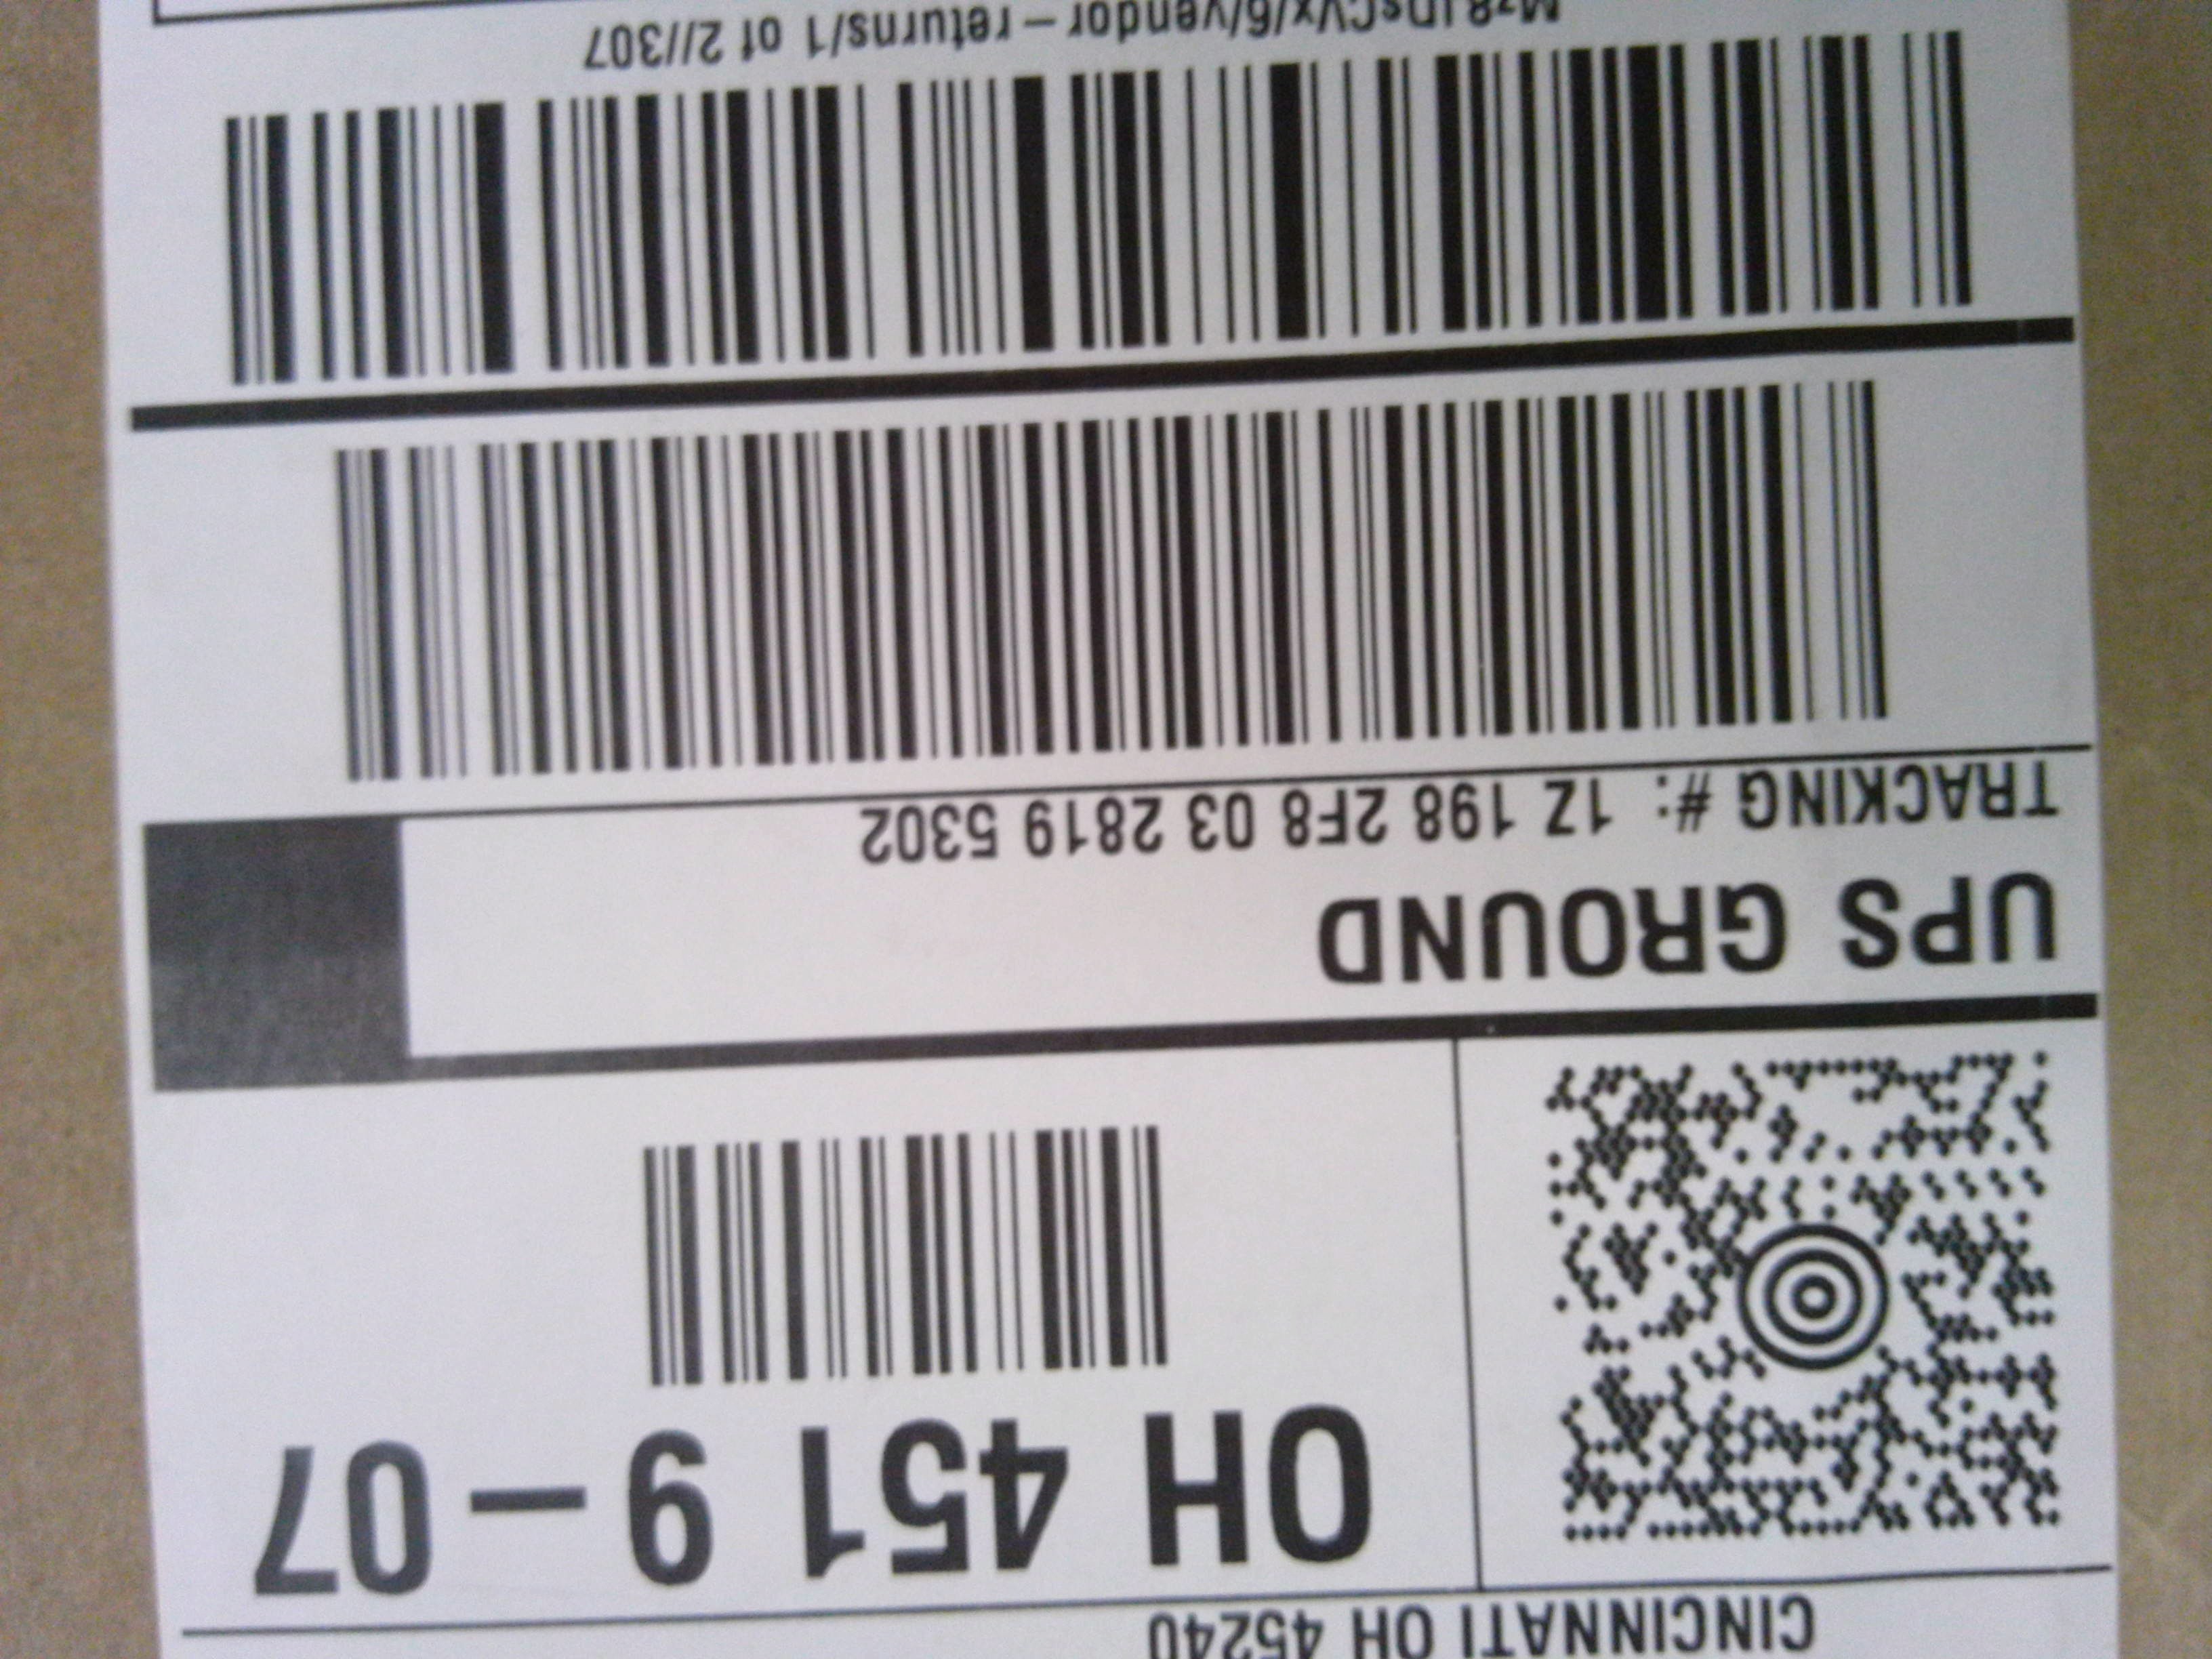 CINCINNATI OH 45240
OH 451 9 – 07
UPS GROUND
TRACKING #: 1Z 198 2F8 03 2819 5302
/6/vendor – returns/1 of 2//307